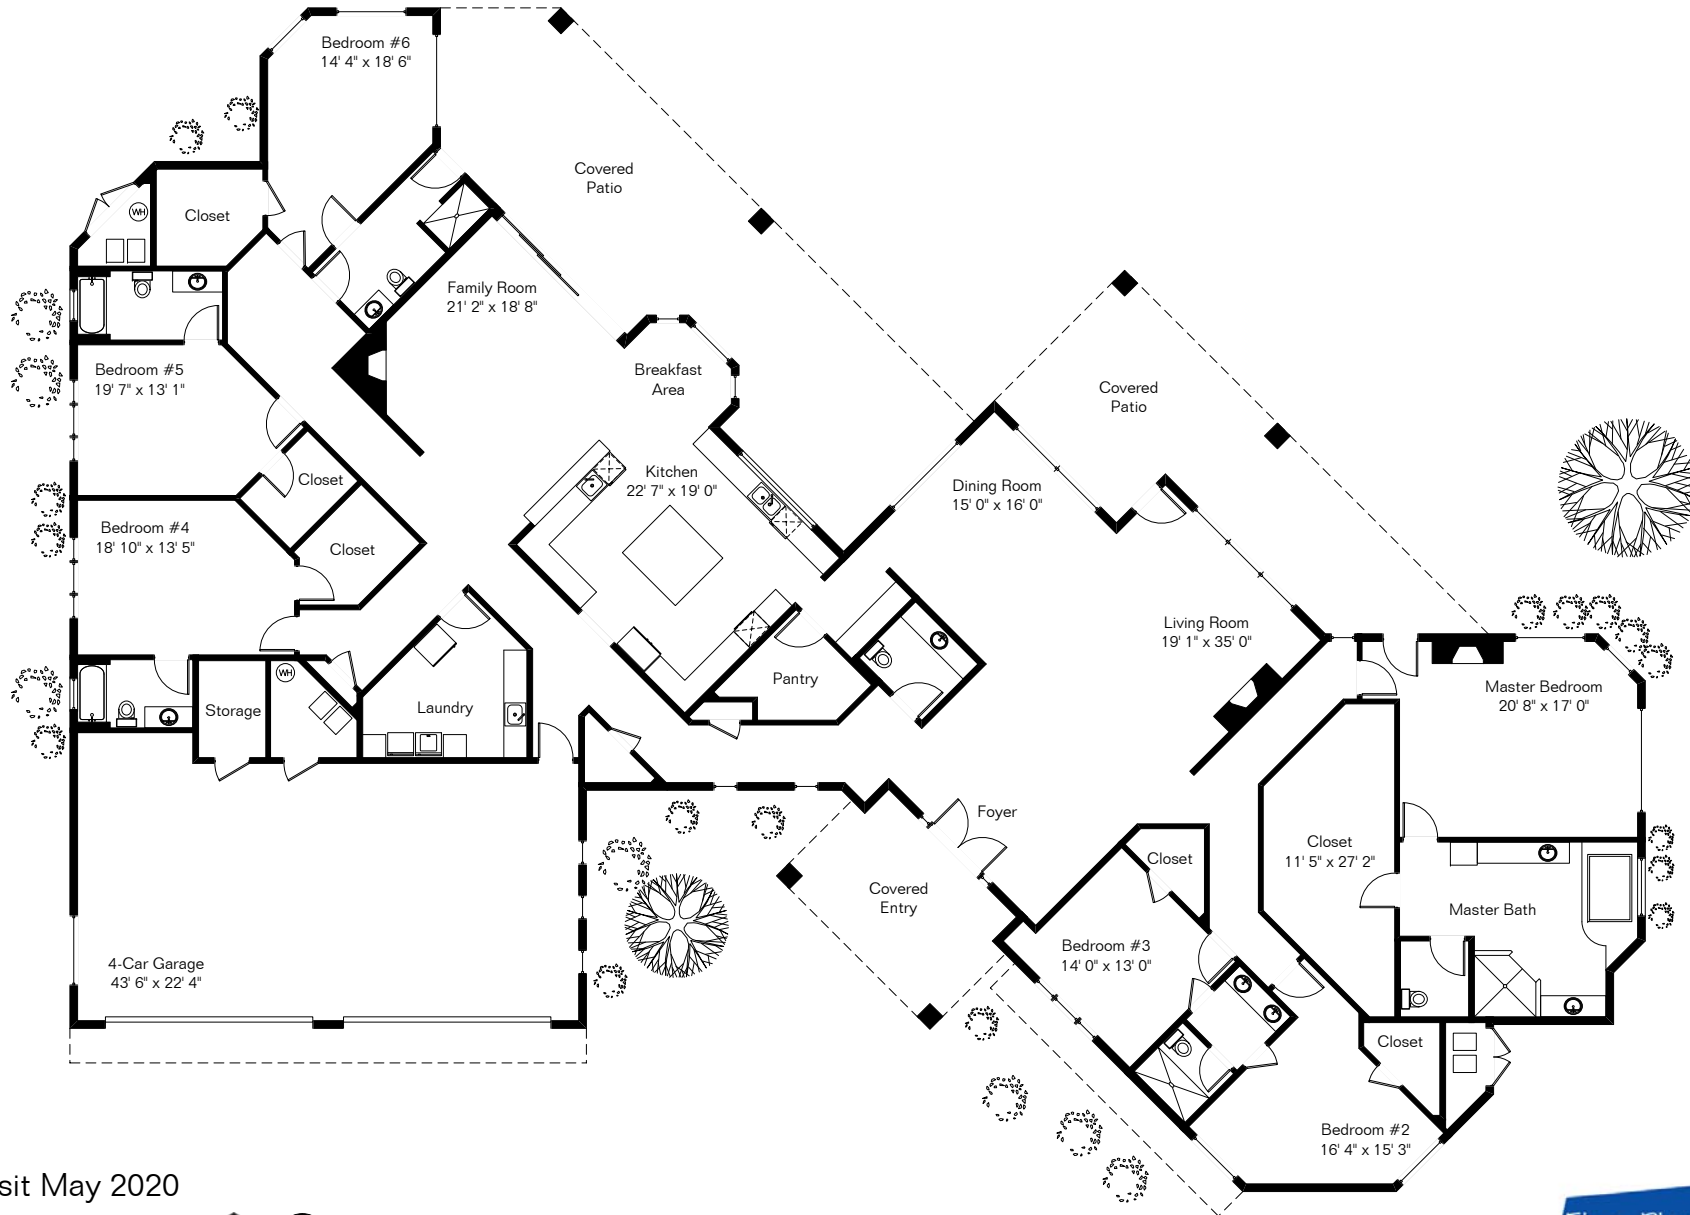 Bedroom #6
14' 4" x 18' 6"
Covered
Patio
WH
Closet
Family Room
21' 2" x 18' 8"
Bedroom #5
19' 7" x 13' 1"
Breakfast
Area
Covered
Patio
Closet
Kitchen
22' 7" x 19' 0"
Dining Room
15' 0" x 16' 0"
Bedroom #4
18' 10" x 13' 5"
Closet
Living Room
19' 1" x 35' 0"
WH
Storage
Laundry
Pantry
Master Bedroom
20' 8" x 17' 0"
Foyer
Closet
Closet
11' 5" x 27' 2"
Covered
Entry
Master Bath
4-Car Garage
43' 6" x 22' 4"
Bedroom #3
14' 0" x 13' 0"
Closet
Bedroom #2
16' 4" x 15' 3"
sit May 2020